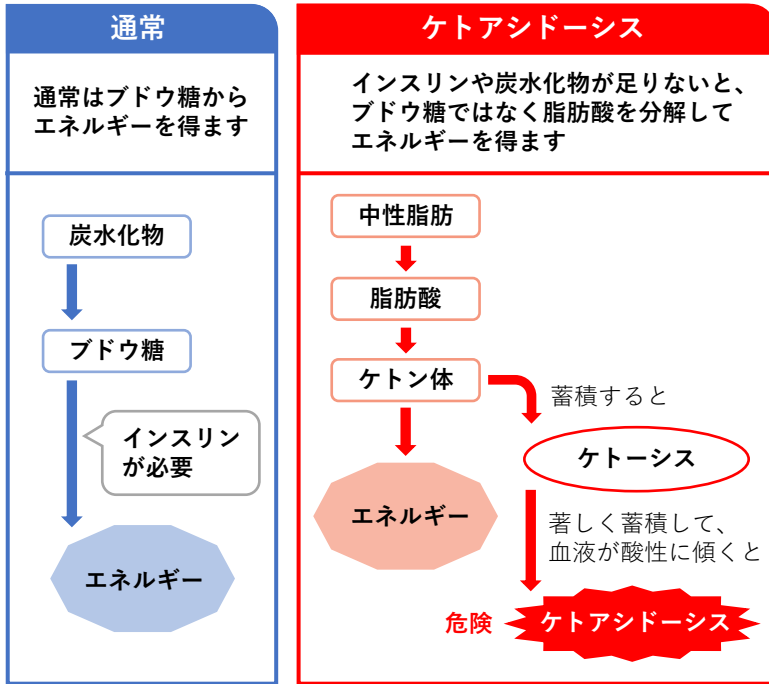 通常
通常はブドウ糖から
エネルギーを得ます
炭水化物
ブドウ糖
インスリン
が必要
エネルギー
ケトアシドーシス
インスリンや炭水化物が足りないと、
ブドウ糖ではなく脂肪酸を分解して
エネルギーを得ます
中性脂肪
脂肪酸
ケトン体
エネルギー
蓄積すると
ケトーシス
著しく蓄積して、
血液が酸性に傾くと
危険
ケトアシドーシス